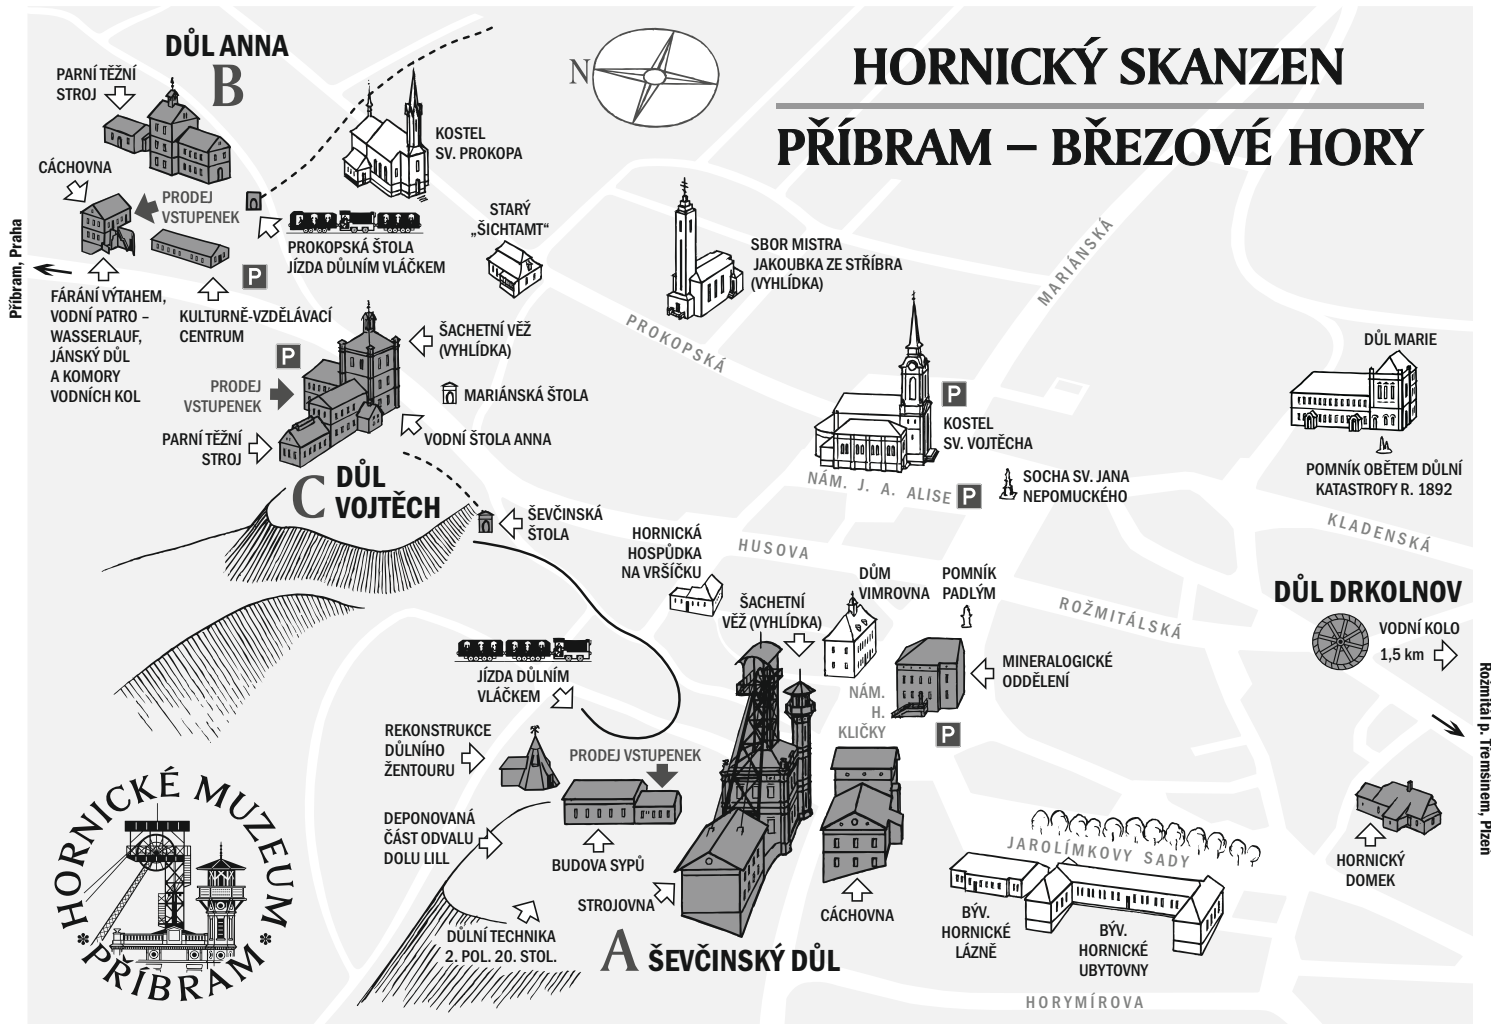 HORNICKÝ SKANZEN
PŘÍBRAM – BŘEZOVÉ HORY
N
DŮL ANNA
B
PARNÍ TĚŽNÍ
STROJ
CÁCHOVNA
PRODEJ
VSTUPENEK
KOSTEL
SV. PROKOPA
PROKOPSKÁ ŠTOLA
JÍZDA DŮLNÍM VLÁČKEM
STARÝ
„ŠICHTAMT“
Příbram, Praha
P
FÁRÁNÍ VÝTAHEM,
VODNÍ PATRO –
WASSERLAUF,
JÁNSKÝ DŮL
A KOMORY
VODNÍCH KOL
KULTURNĚ-VZDĚLÁVACÍ
CENTRUM
SBOR MISTRA
JAKOUBKA ZE STŘÍBRA
(VYHLÍDKA)
MARIÁNSKÁ
PROKOPSKÁ
ŠACHETNÍ VĚŽ
(VYHLÍDKA)
P
PRODEJ
VSTUPENEK
MARIÁNSKÁ ŠTOLA
PARNÍ TĚŽNÍ
STROJ
VODNÍ ŠTOLA ANNA
C
DŮL
VOJTĚCH
ŠEVČINSKÁ
ŠTOLA
P
KOSTEL
SV. VOJTĚCHA
NÁM. J. A. ALISE
P
SOCHA SV. JANA
NEPOMUCKÉHO
DŮL MARIE
POMNÍK OBĚTEM DŮLNÍ
KATASTROFY R. 1892
KLADENSKÁ
HUSOVA
ROŽMITÁLSKÁ
HORNICKÁ
HOSPŮDKA
NA VRŠÍČKU
ŠACHETNÍ
VĚŽ (VYHLÍDKA)
DŮM
VIMROVNA
POMNÍK
PADLÝM
MINERALOGICKÉ
ODDĚLENÍ
NÁM.
H.
KLIČKY
P
DŮL DRKOLNOV
VODNÍ KOLO
1,5 km
Rožmitál p. Třemšínem, Plzeň
JÍZDA DŮLNÍM
VLÁČKEM
REKONSTRUKCE
DŮLNÍHO
ŽENTOURU
PRODEJ VSTUPENEK
DEPONOVANÁ
ČÁST ODVALU
DOLU LILL
BUDOVA SYPŮ
STROJOVNA
CÁCHOVNA
DŮLNÍ TECHNIKA
2. POL. 20. STOL.
A ŠEVČINSKÝ DŮL
JAROLÍMKOVY SADY
BÝV.
HORNICKÉ
LÁZNĚ
BÝV.
HORNICKÉ
UBYTOVNY
HORNICKÝ
DOMEK
HORYMÍROVA
HORNICKÉ MUZEUM
* PŘÍBRAM *